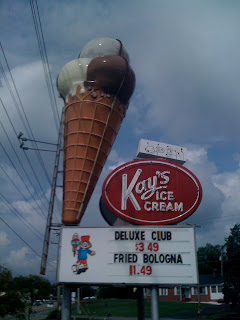 Kay's
ICE
CREAM
DELUXE CLUB
$3 49
FRIED BOLOGNA
$1.49